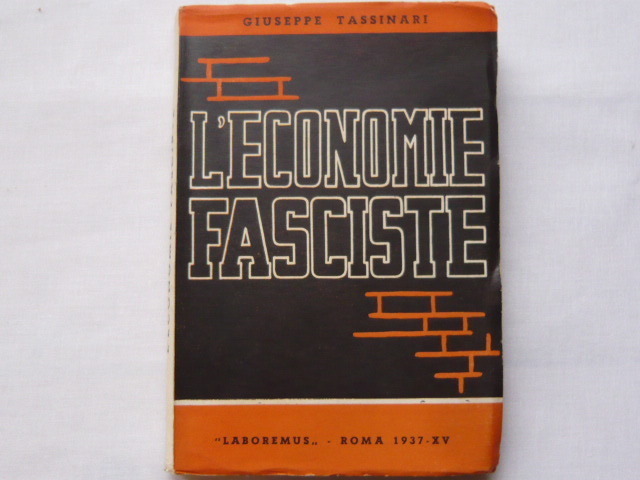 GIUSEPPE TASSINARI
L'ECONOMIE
FASCISTE
"LABOREMUS„ - ROMA 1937-XV